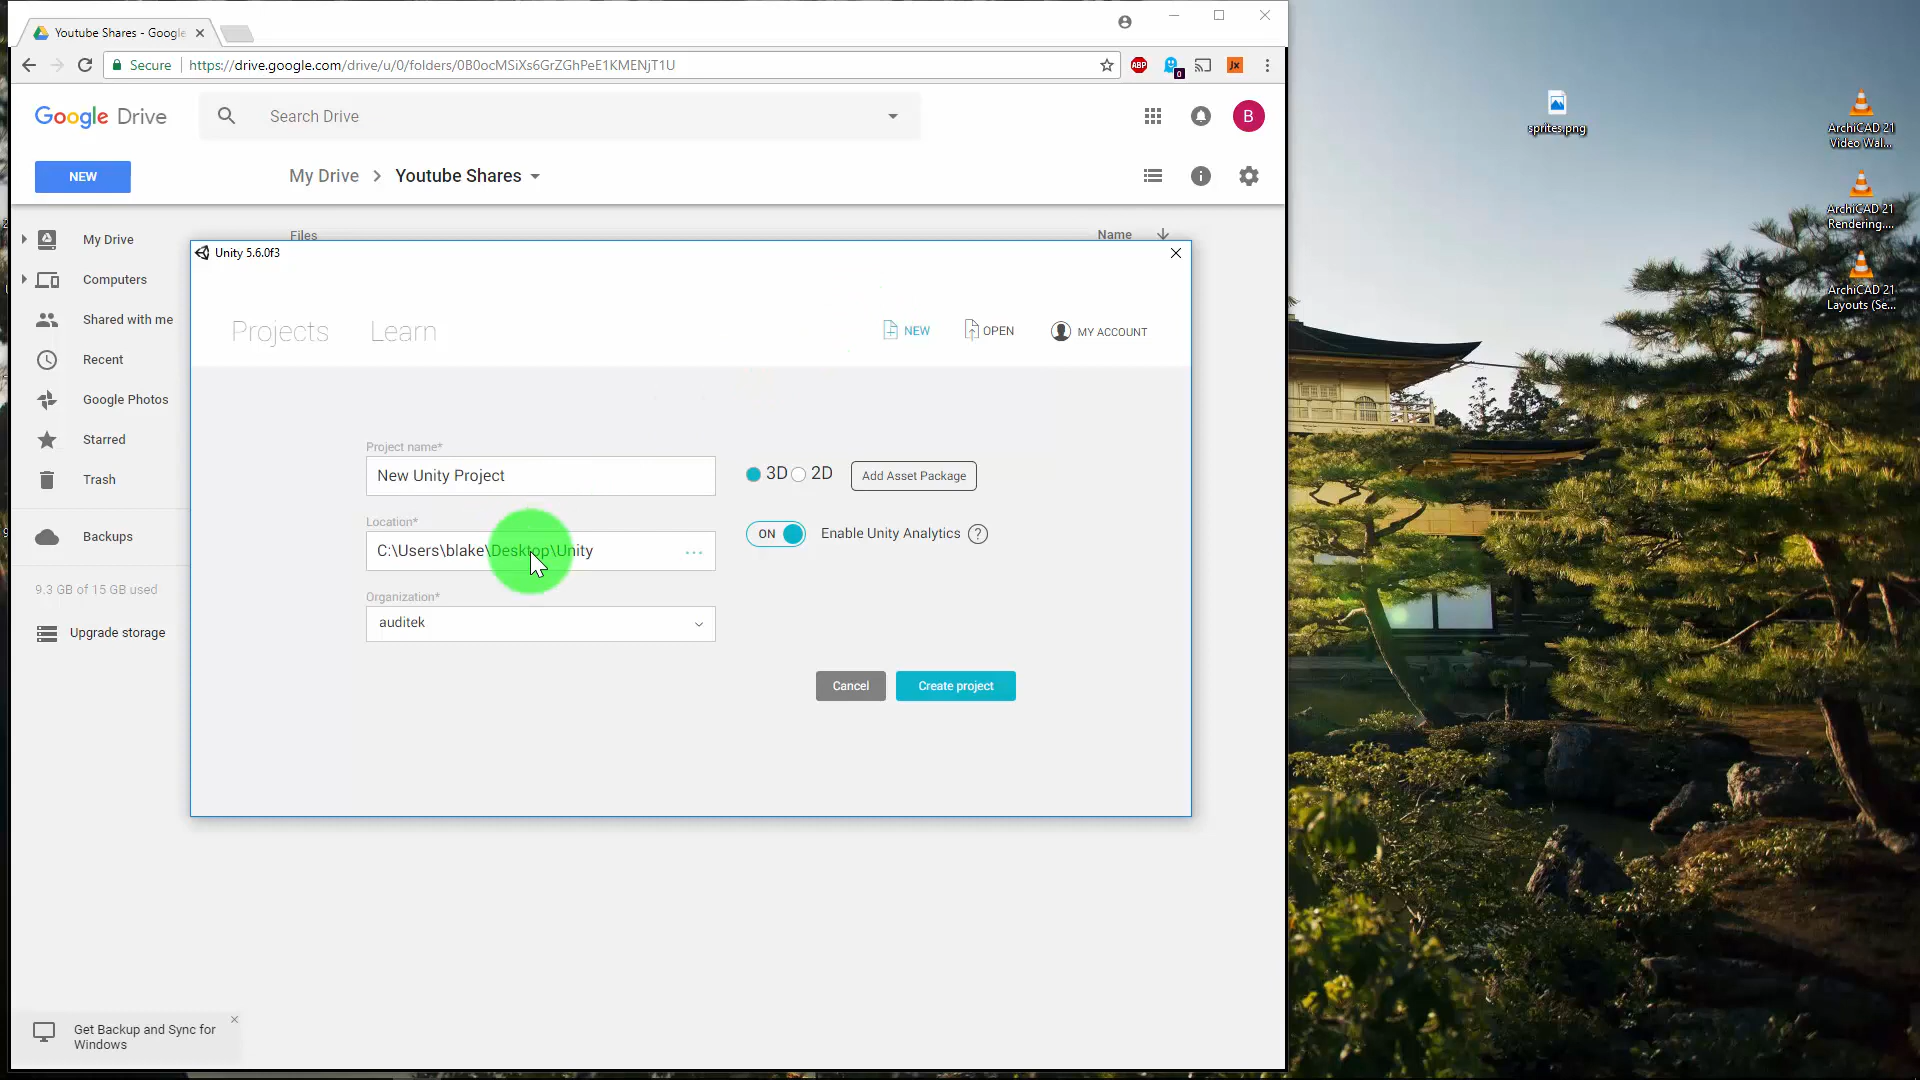 Youtube Shares - Google
Secure
https://drive.google.com/drive/u/0/folders/0B0ocMSiXs6GrZGhPeE1KMENjT1U
ABP
0
Jx
Google Drive
Search Drive
B
NEW
My Drive
Youtube Shares
Files
Name
My Drive
Computers
Shared with me
Recent
Google Photos
Starred
Trash
Backups
9.3 GB of 15 GB used
Upgrade storage
Get Backup and Sync for
Windows
Unity 5.6.0f3
Projects
Learn
NEW
OPEN
MY ACCOUNT
Project name*
New Unity Project
3D
2D
Add Asset Package
Location*
C:\Users\blake\Desktop\Unity
...
ON
Enable Unity Analytics
?
Organization*
auditek
Cancel
Create project
sprites.png
ArchiCAD 21
Video Wal...
ArchiCAD 21
Rendering....
ArchiCAD 21
Layouts (Se...